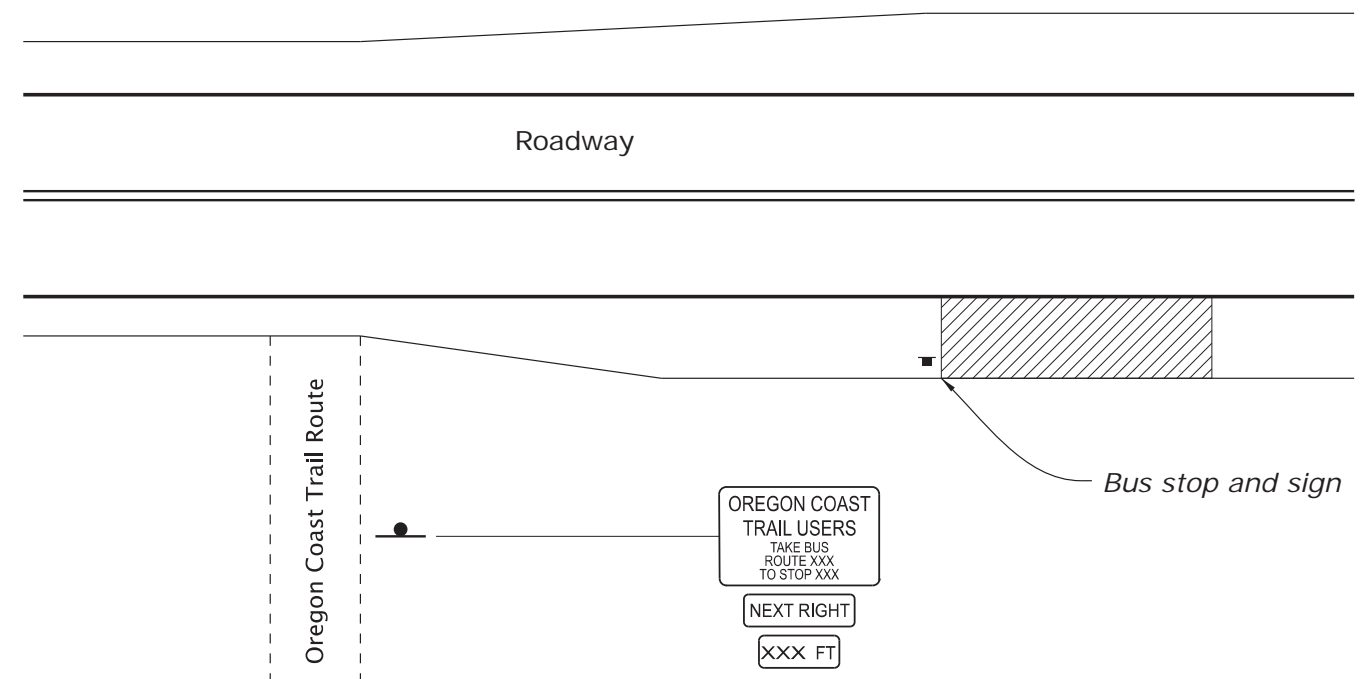 Roadway
Oregon Coast Trail Route
Bus stop and sign
OREGON COAST
TRAIL USERS
TAKE BUS
ROUTE XXX
TO STOP XXX
NEXT RIGHT
XXX FT